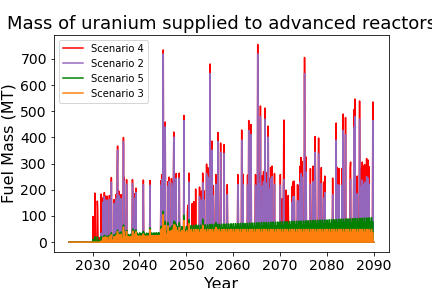 Mass of uranium supplied to advanced reactors
Fuel Mass (MT)
700
600
500
400
300
200
100
0
Scenario 4
Scenario 2
Scenario 5
Scenario 3
2030 2040 2050 2060 2070 2080 2090
Year